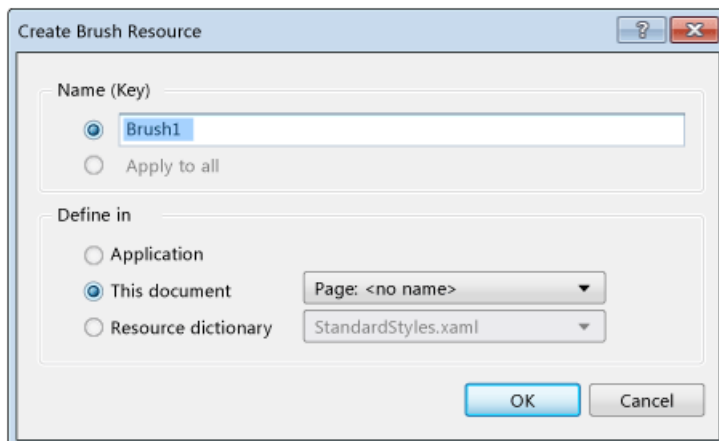 Create Brush Resource
Name (Key)
Brush1
Apply to all
Define in
Application
This document Page: <no name>
Resource dictionary StandardStyles.xaml
OK Cancel